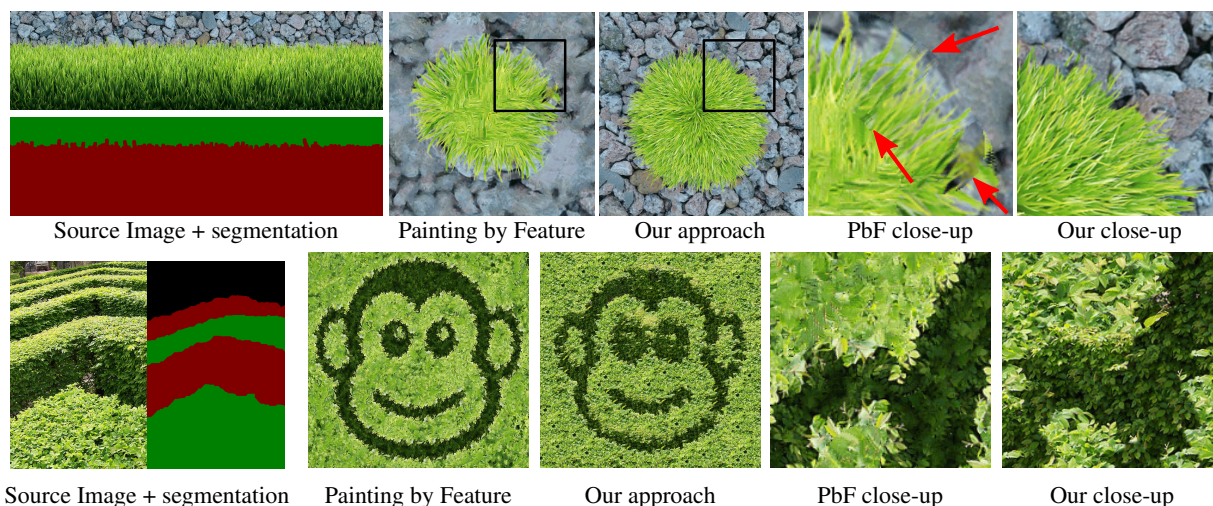 Source Image + segmentation
Painting by Feature
Our approach
PbF close-up
Our close-up
Source Image + segmentation
Painting by Feature
Our approach
PbF close-up
Our close-up